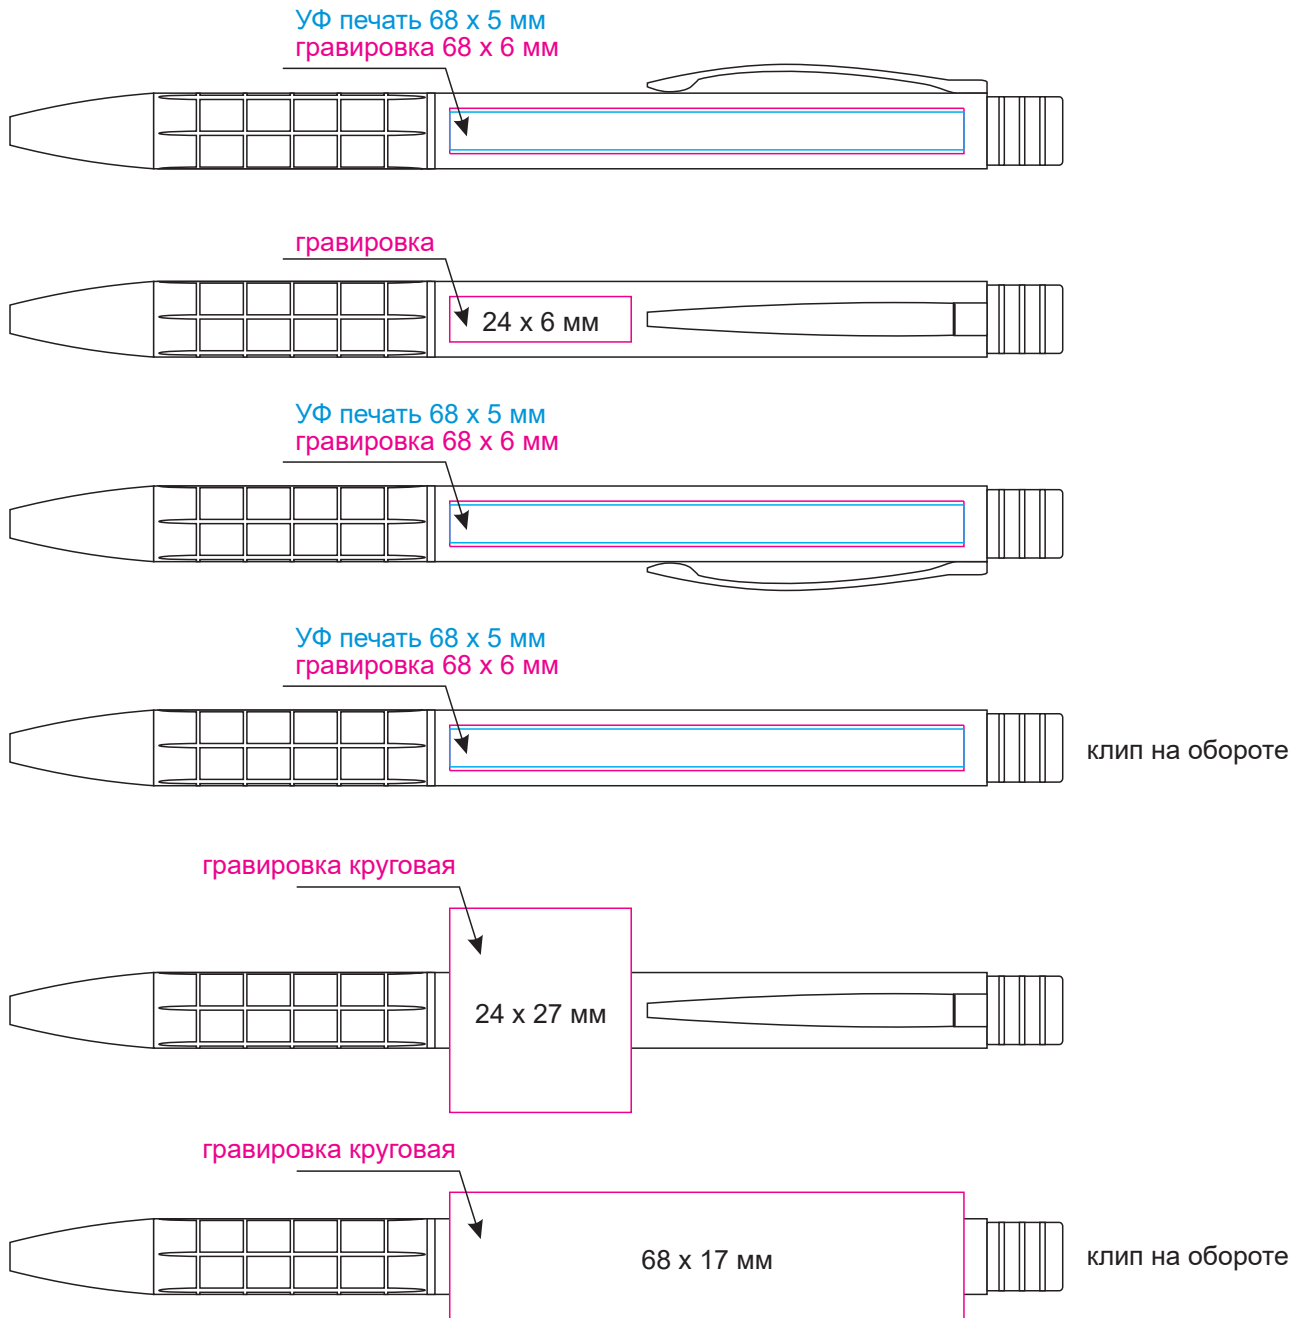 УФ печать 68 x 5 мм
гравировка 68 x 6 мм
гравировка
24 x 6 мм
УФ печать 68 x 5 мм
гравировка 68 x 6 мм
УФ печать 68 x 5 мм
гравировка 68 x 6 мм
клип на обороте
гравировка круговая
24 x 27 мм
гравировка круговая
68 x 17 мм
клип на обороте